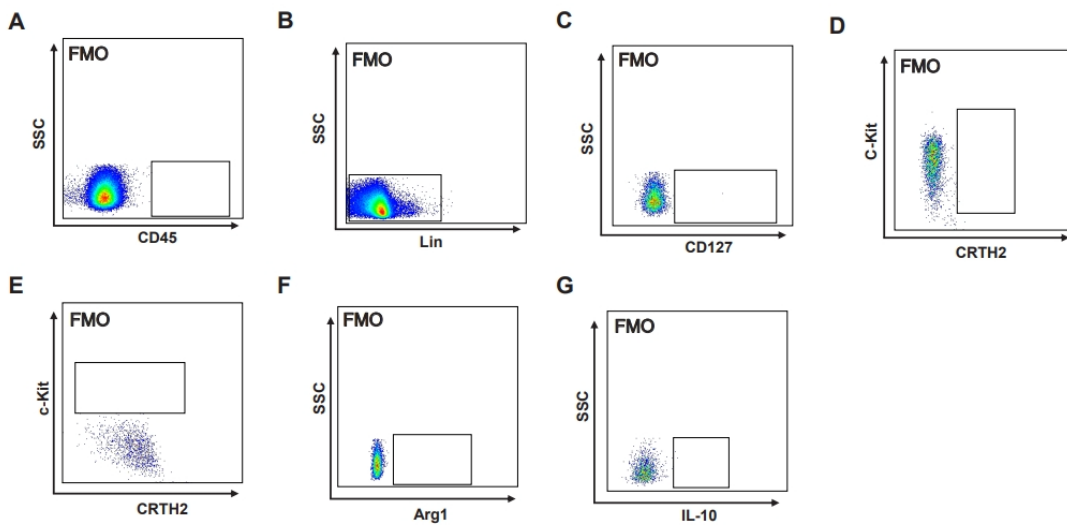 A
FMO
SSC
CD45
B
FMO
SSC
Lin
C
FMO
SSC
CD127
D
FMO
C-Kit
CRTH2
E
FMO
c-Kit
CRTH2
F
FMO
SSC
Arg1
G
FMO
SSC
IL-10